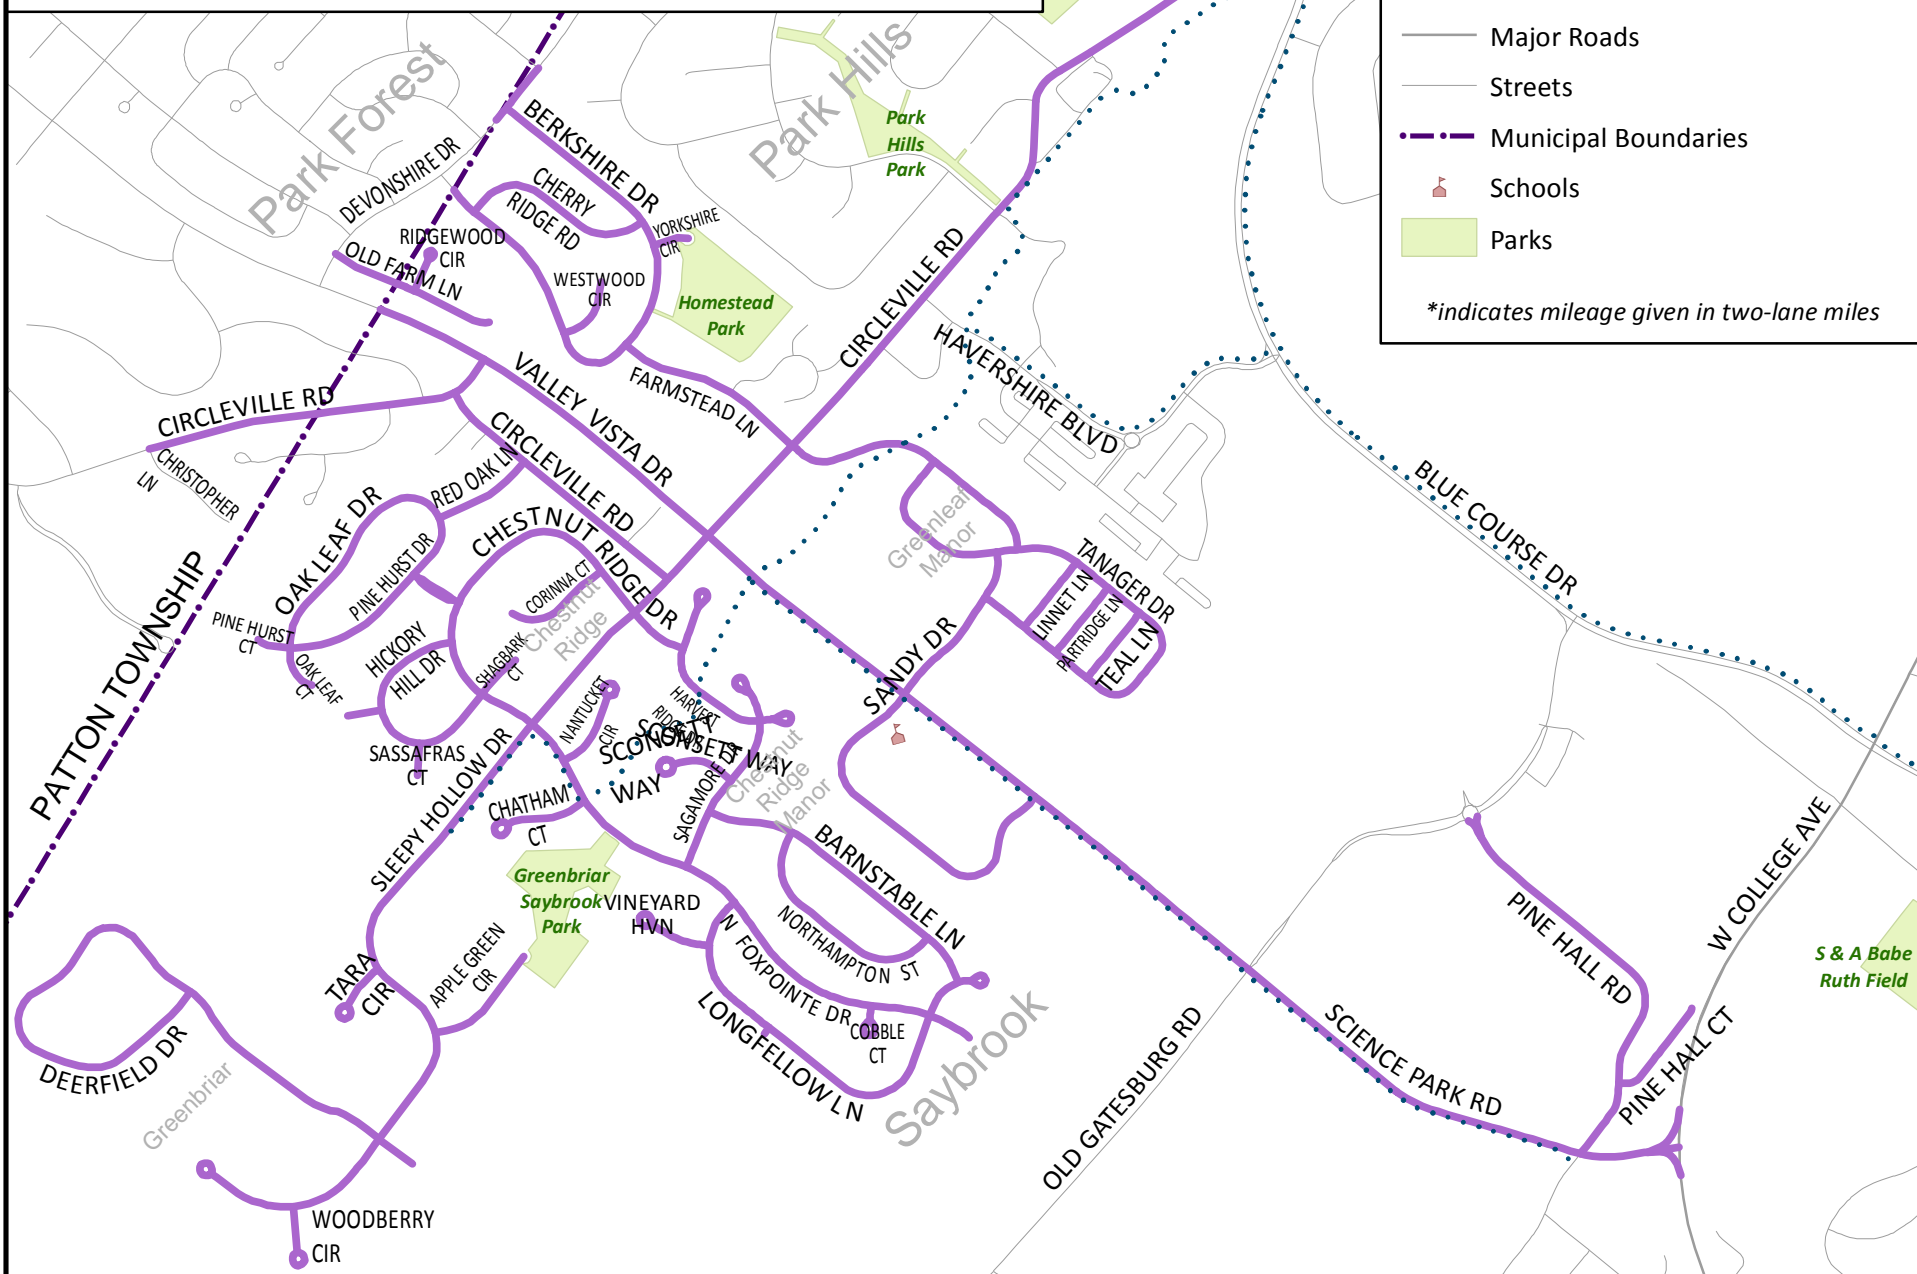 Major Roads
Streets
Municipal Boundaries
Schools
Parks
*indicates mileage given in two-lane miles
Park Forest
Park Hills
Park
Hills
Park
BERKSHIRE DR
DEVONSHIRE DR
CHERRY
RIDGE RD
YORKSHIRE
CIR
RIDGEWOOD
CIR
OLD FARM LN
WESTWOOD
CIR
Homestead
Park
CIRCLEVILLE RD
HAVERSHIRE BLVD
VALLEY VISTA DR
FARMSTEAD LN
CIRCLEVILLE RD
CHRISTOPHER
LN
CIRCLEVILLE RD
RED OAK LN
OAK LEAF DR
CHESTNUT RIDGE DR
PINE HURST DR
CORINNA CT
Chestnut
Ridge
Greenleaf
Manor
TANAGER DR
LINNET LN
PARTRIDGE LN
TEAL LN
BLUE COURSE DR
PATTON TOWNSHIP
PINE HURST
CT
OAK LEAF
CT
HICKORY
HILL DR
SHAGBARK
CT
SANDY DR
SASSAFRAS
CT
NANTUCKET
CIR
HARVEST
RIDGE DR
SCONSETT
WAY
SCONSETT WAY
SAGAMORE DR
Chestnut
Ridge
Manor
SLEEPY HOLLOW DR
CHATHAM
CT
BARNSTABLE LN
Greenbriar
Saybrook
Park
VINEYARD
HVN
NORTHAMPTON ST
N FOXPOINTE DR
APPLE GREEN
CIR
TARA
CIR
COBBLE
CT
LONGFELLOW LN
Saybrook
DEERFIELD DR
Greenbriar
WOODBERRY
CIR
OLD GATESBURG RD
SCIENCE PARK RD
PINE HALL RD
PINE HALL CT
W COLLEGE AVE
S & A Babe
Ruth Field